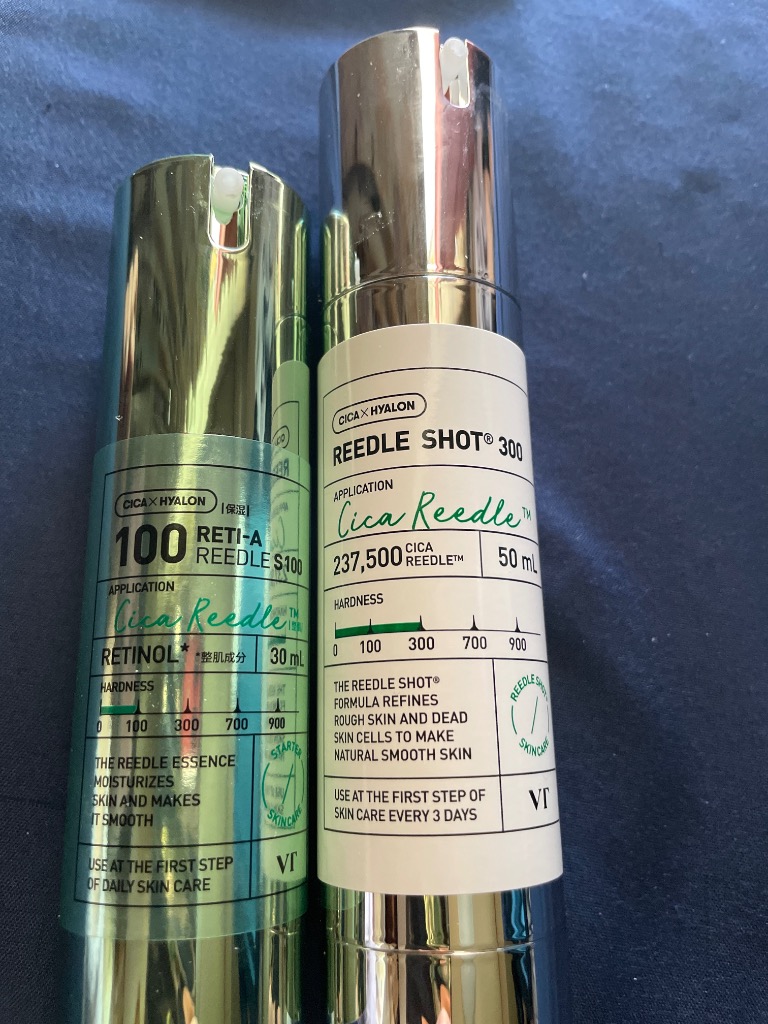 CICA×HYALON |保湿|
100 RETI-A
REEDLE S100
APPLICATION
Cica Reedle™
RETINOL* *整肌成分 30 mL
HARDNESS
0 100 300 700 900
THE REEDLE ESSENCE
MOISTURIZES
SKIN AND MAKES
IT SMOOTH
STARTER
SKINCARE
USE AT THE FIRST STEP
OF DAILY SKIN CARE
VT
CICA×HYALON
REEDLE SHOT® 300
APPLICATION
Cica Reedle™
237,500 CICA
REEDLE™
50 mL
HARDNESS
0 100 300 700 900
THE REEDLE SHOT®
FORMULA REFINES
ROUGH SKIN AND DEAD
SKIN CELLS TO MAKE
NATURAL SMOOTH SKIN
REEDLE SHOT
SKINCARE
USE AT THE FIRST STEP OF
SKIN CARE EVERY 3 DAYS
VT